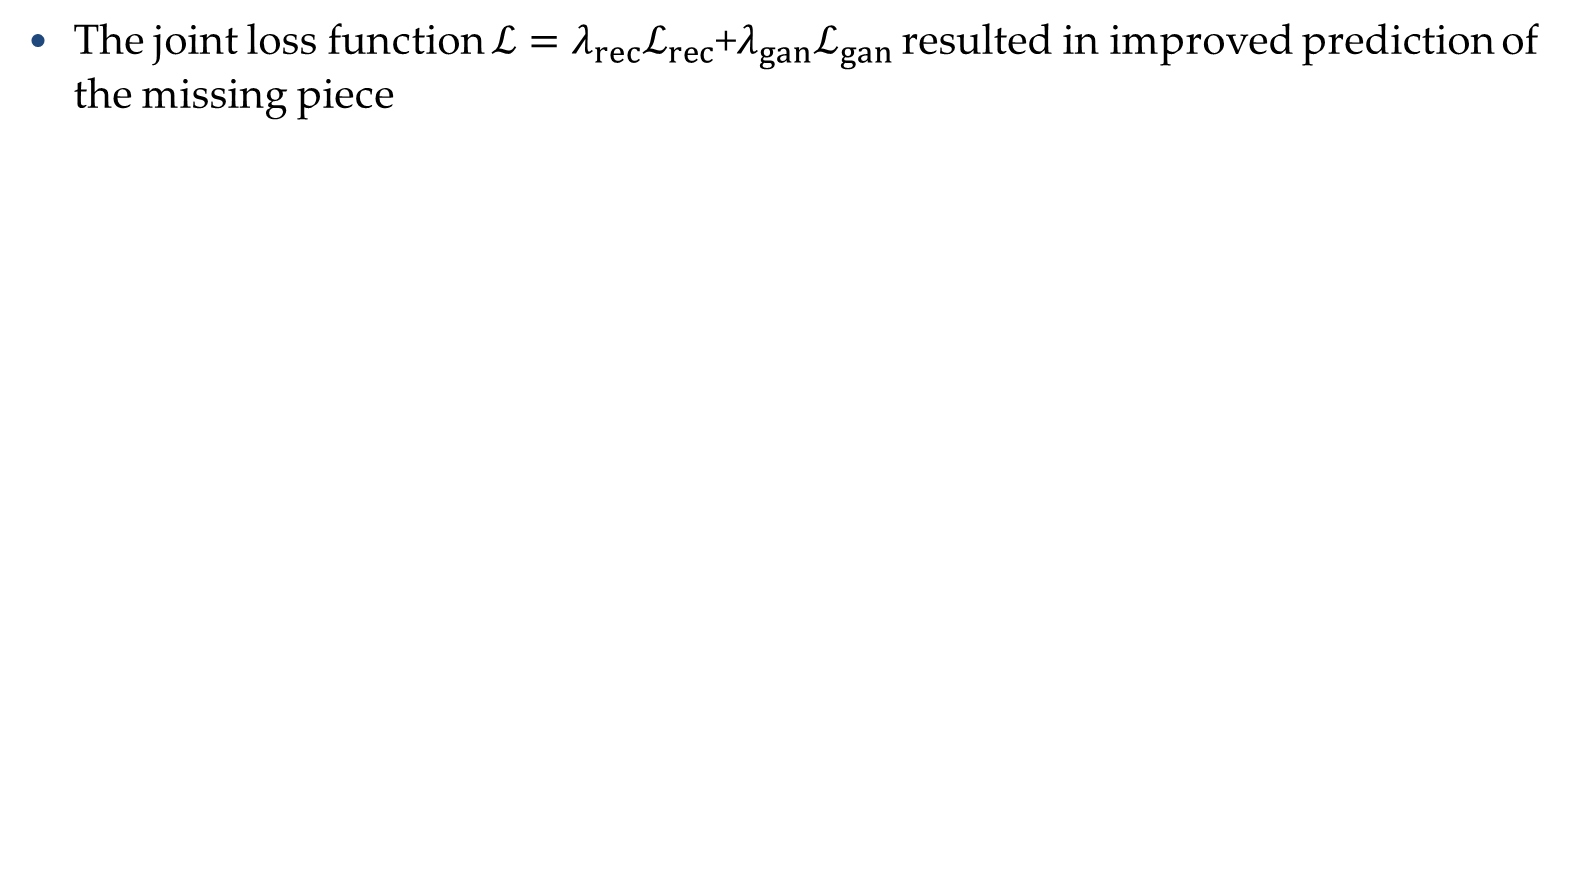 • The joint loss function ℒ = λ_rec ℒ_rec+λ_gan ℒ_gan resulted in improved prediction of
the missing piece